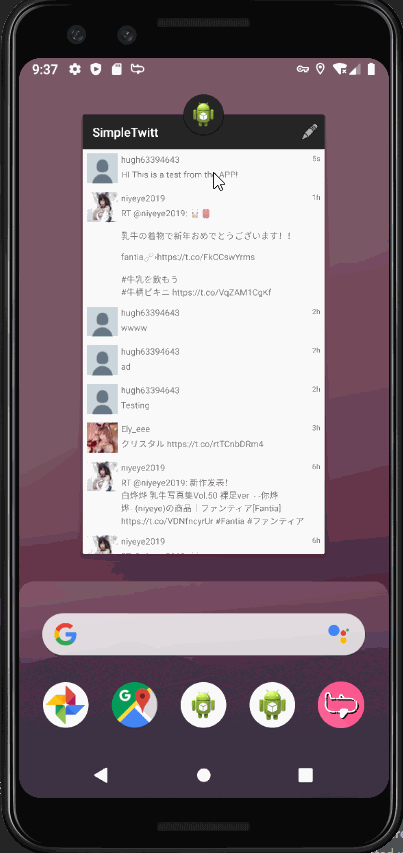 9:37
SimpleTwitt
hugh63394643
5s
Hi This is a test from the APP!
niyeye2019
1h
RT @niyeye2019:
乳牛の着物で新年おめでとうございます！！
fantia🔗›https://t.co/FkCCswYrms
#牛乳を飲もう
#牛柄ビキニ https://t.co/VqZAM1CgKf
hugh63394643
2h
wwww
hugh63394643
2h
ad
hugh63394643
2h
Testing
Ely_eee
3h
クリスタル https://t.co/rtTCnbDRm4
niyeye2019
6h
RT @niyeye2019: 新作发表！
白烨烨 乳牛写真集Vol.50 裸足ver --你烨
烨 (niyeye)の商品｜ファンティア[Fantia]
https://t.co/VDNfncyrUr #Fantia #ファンティア
niyeye2019
6h
G